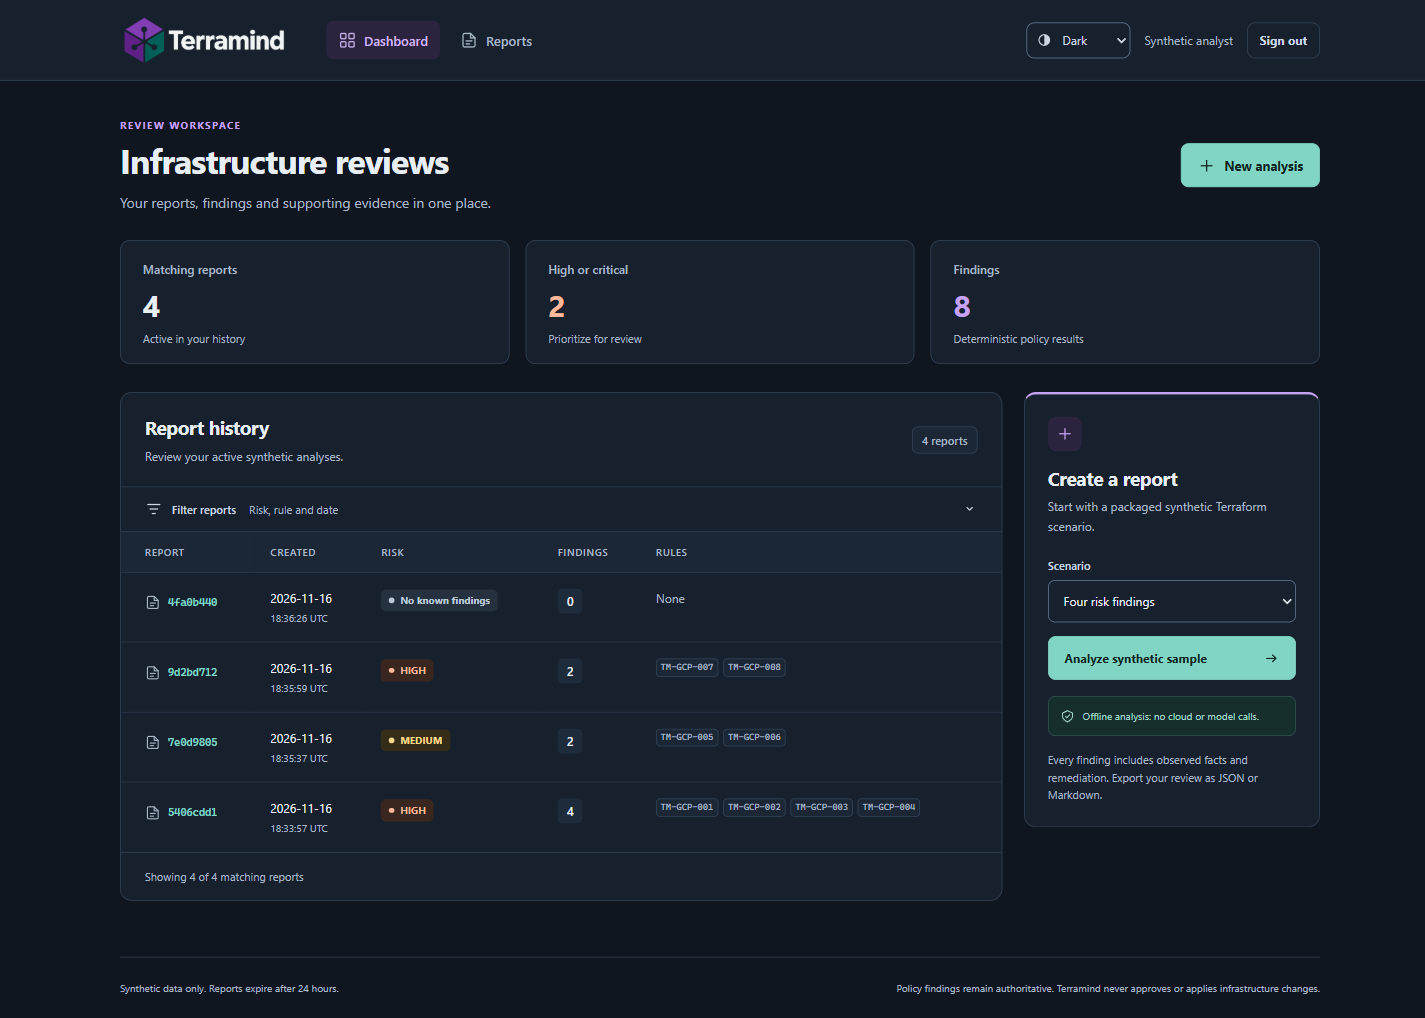 Terramind
Dashboard
Reports
Dark
Synthetic analyst
Sign out
REVIEW WORKSPACE
Infrastructure reviews
Your reports, findings and supporting evidence in one place.
New analysis
Matching reports
4
Active in your history
High or critical
2
Prioritize for review
Findings
8
Deterministic policy results
Report history
Review your active synthetic analyses.
4 reports
Filter reports Risk, rule and date
REPORT CREATED RISK FINDINGS RULES
4fa0b440 2026-11-16 No known findings 0 None
18:36:26 UTC
9d2bd712 2026-11-16 HIGH 2 TM-GCP-007 TM-GCP-008
18:35:59 UTC
7e0d9805 2026-11-16 MEDIUM 2 TM-GCP-005 TM-GCP-006
18:35:37 UTC
5406cdd1 2026-11-16 HIGH 4 TM-GCP-001 TM-GCP-002 TM-GCP-003 TM-GCP-004
18:33:57 UTC
Showing 4 of 4 matching reports
Create a report
Start with a packaged synthetic Terraform
scenario.
Scenario
Four risk findings
Analyze synthetic sample
Offline analysis: no cloud or model calls.
Every finding includes observed facts and
remediation. Export your review as JSON or
Markdown.
Synthetic data only. Reports expire after 24 hours.
Policy findings remain authoritative. Terramind never approves or applies infrastructure changes.